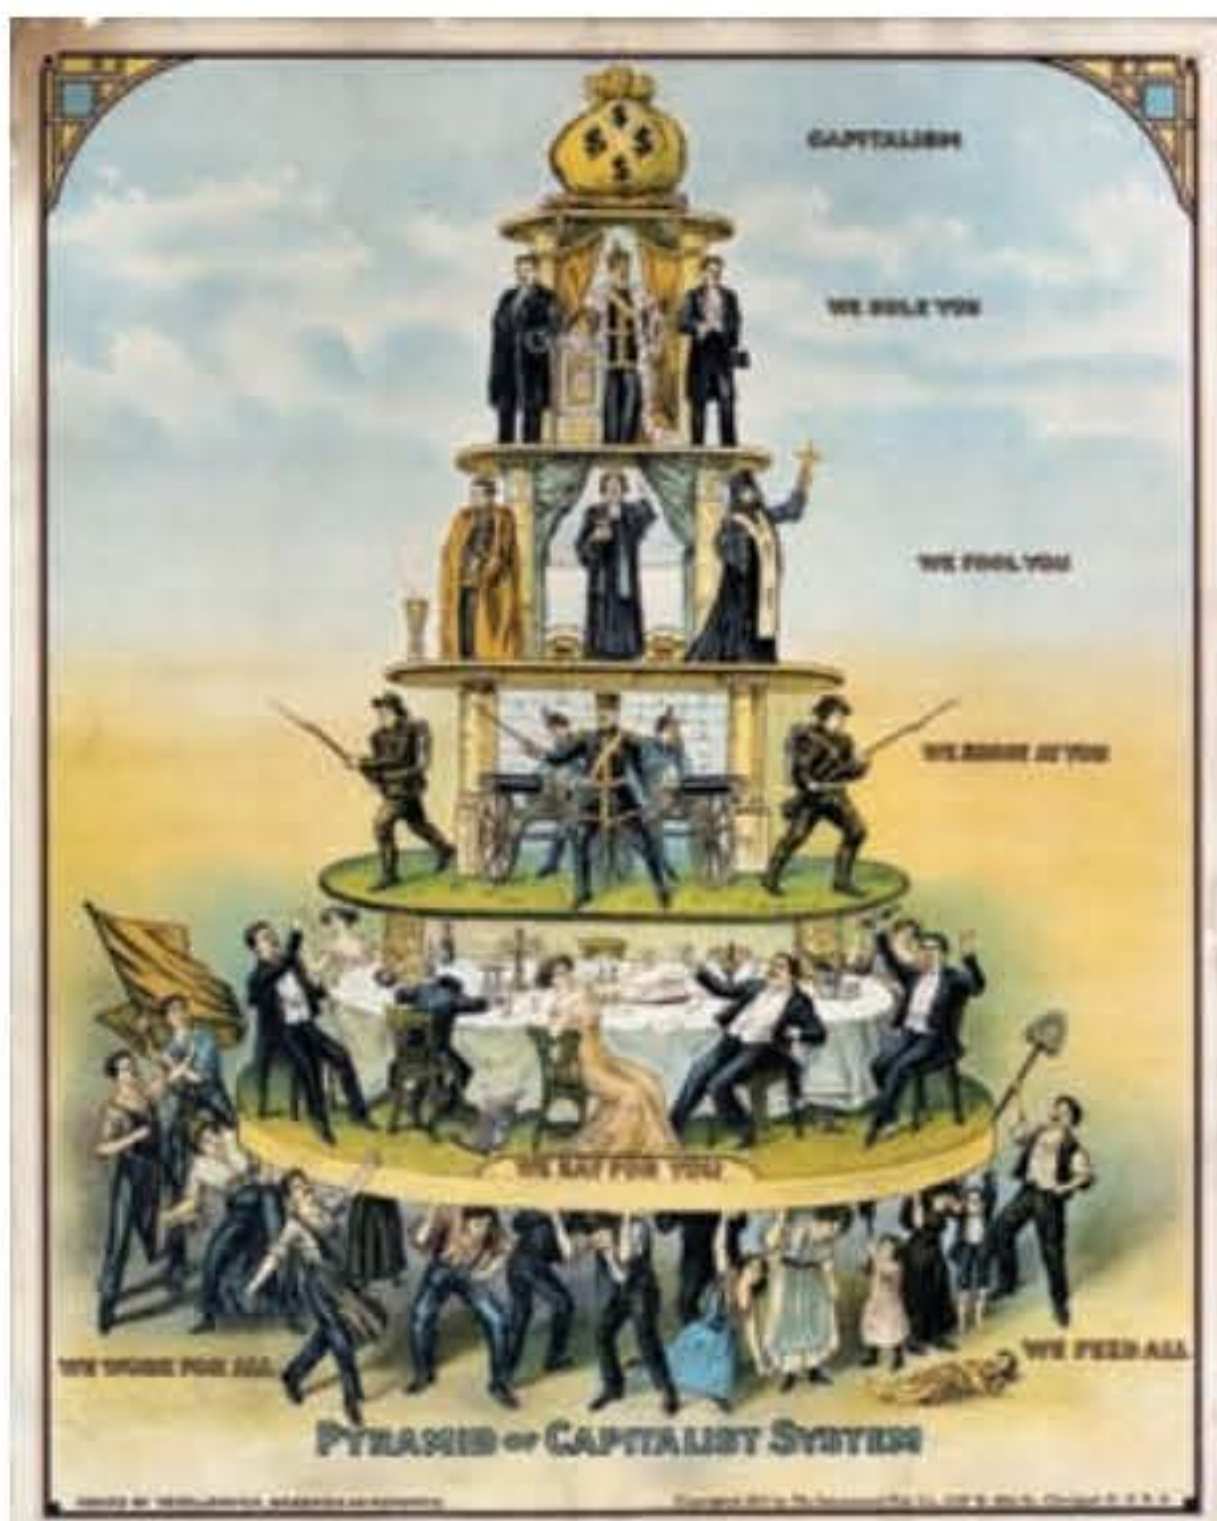 $ $ $ $
CAPITALISM
WE RULE YOU
WE FOOL YOU
WE SHOOT AT YOU
WE EAT FOR YOU
WE WORK FOR ALL
WE FEED ALL
PYRAMID OF CAPITALIST SYSTEM